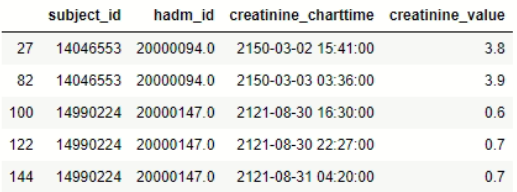 subject_id hadm_id creatinine_charttime creatinine_value
27 14046553 20000094.0 2150-03-02 15:41:00 3.8
82 14046553 20000094.0 2150-03-03 03:36:00 3.9
100 14990224 20000147.0 2121-08-30 16:30:00 0.6
122 14990224 20000147.0 2121-08-30 22:27:00 0.7
144 14990224 20000147.0 2121-08-31 04:20:00 0.7